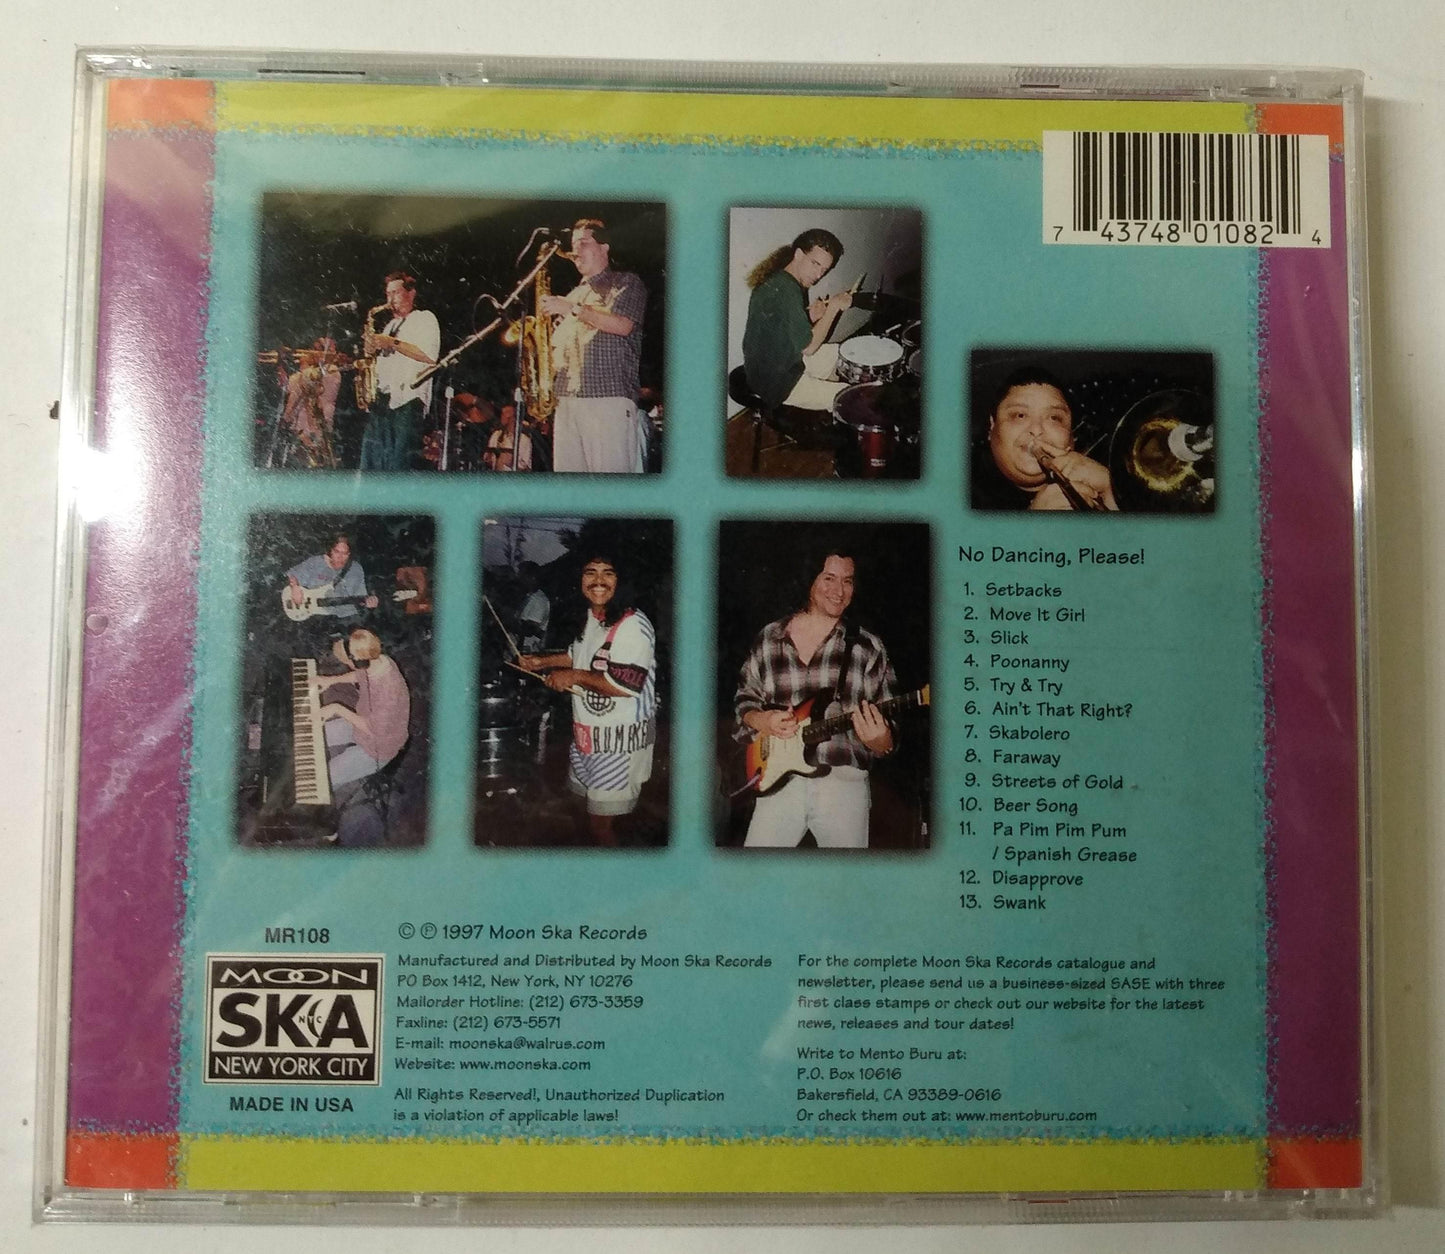 7 43748 01082 4
No Dancing, Please!
1. Setbacks
2. Move It Girl
3. Slick
4. Poonanny
5. Try & Try
6. Ain't That Right?
7. Skabolero
8. Faraway
9. Streets of Gold
10. Beer Song
11. Pa Pim Pim Pum
/ Spanish Grease
12. Disapprove
13. Swank
MR108
MOON
SKA
NYC
NEW YORK CITY
MADE IN USA
© ℗ 1997 Moon Ska Records
Manufactured and Distributed by Moon Ska Records
PO Box 1412, New York, NY 10276
Mailorder Hotline: (212) 673-3359
Faxline: (212) 673-5571
E-mail: moonska@walrus.com
Website: www.moonska.com
All Rights Reserved!, Unauthorized Duplication
is a violation of applicable laws!
For the complete Moon Ska Records catalogue and
newsletter, please send us a business-sized SASE with three
first class stamps or check out our website for the latest
news, releases and tour dates!
Write to Mento Buru at:
P.O. Box 10616
Bakersfield, CA 93389-0616
Or check them out at: www.mentoburu.com